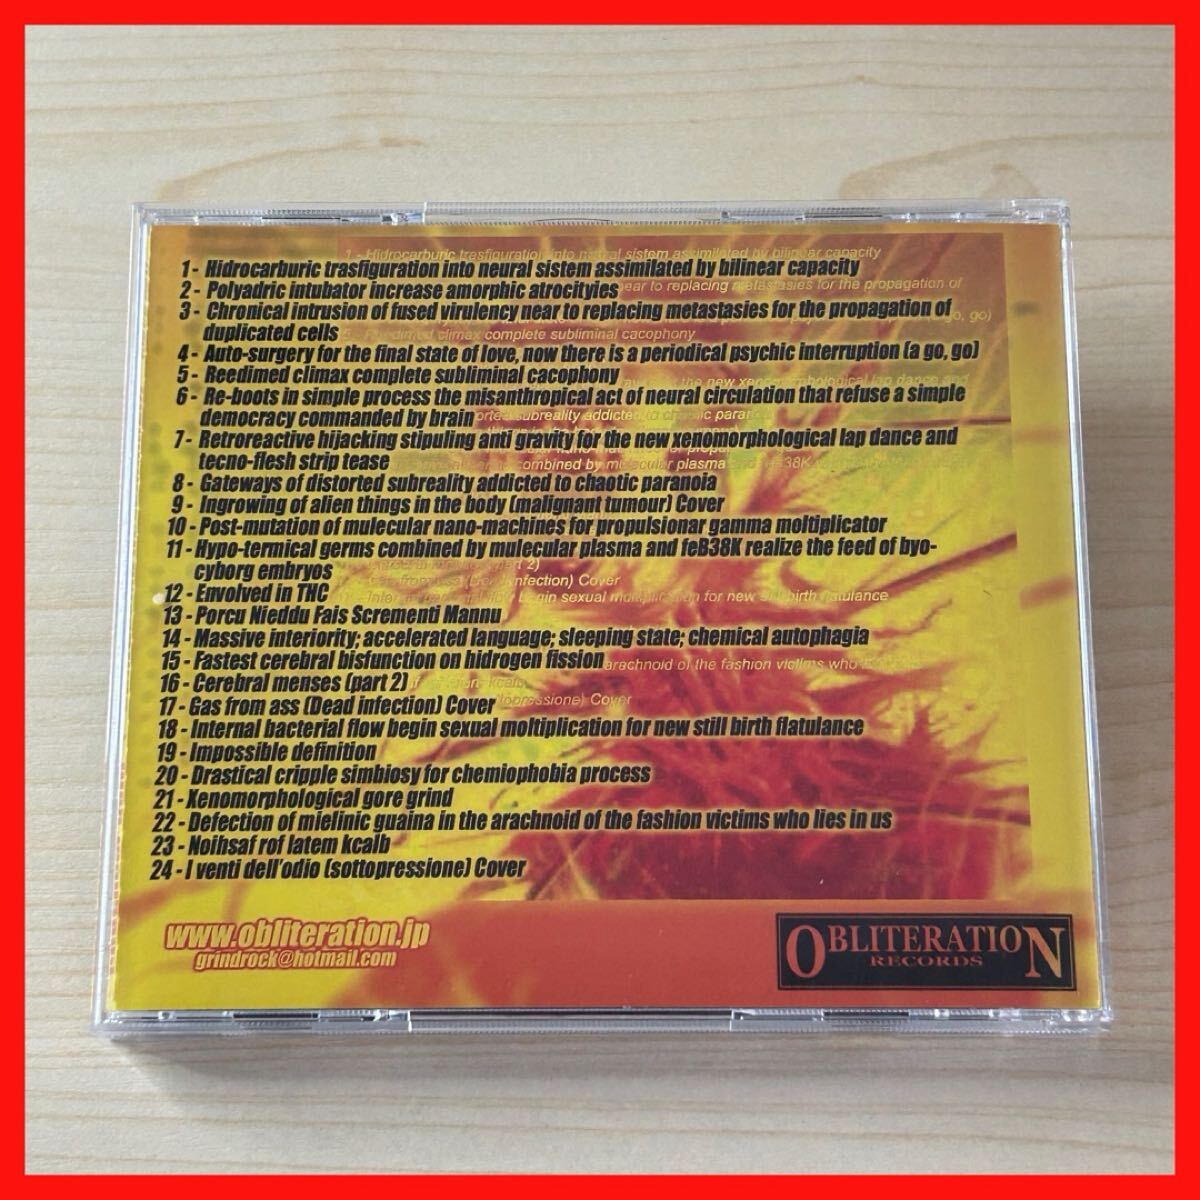 1 - Hidrocarburic trasfiguration into neural sistem assimilated by bilinear capacity
2 - Polyadric intubator increase amorphic atrocityies
3 - Chronical intrusion of fused virulency near to replacing metastasies for the propagation of
duplicated cells
4 - Auto-surgery for the final state of love, now there is a periodical psychic interruption (a go, go)
5 - Reedimed climax complete subliminal cacophony
6 - Re-boots in simple process the misanthropical act of neural circulation that refuse a simple
democracy commanded by brain
7 - Retroreactive hijacking stipuling anti gravity for the new xenomorphological lap dance and
tecno-flesh strip tease
8 - Gateways of distorted subreality addicted to chaotic paranoia
9 - Ingrowing of alien things in the body (malignant tumour) Cover
10 - Post-mutation of molecular nano-machines for propulsionar gamma moltiplicator
11 - Hypo-termical germs combined by molecular plasma and feB38K realize the feed of byo-
cyborg embryos
12 - Envolved in THC
13 - Porcu Nieddu Fais Scrementi Mannu
14 - Massive interiority; accelerated language; sleeping state; chemical autophagia
15 - Fastest cerebral bisfunction on hidrogen fission
16 - Cerebral menses (part 2)
17 - Gas from ass (Dead infection) Cover
18 - Internal bacterial flow begin sexual moltiplication for new still birth flatulance
19 - Impossible definition
20 - Drastical cripple simbiosy for chemiophobia process
21 - Xenomorphological gore grind
22 - Defection of mielinic guaina in the arachnoid of the fashion victims who lies in us
23 - Noihsaf rof latem kcalb
24 - I venti dell'odio (sottopressione) Cover
www.obliteration.jp
grindrock@hotmail.com
OBLITERATION
RECORDS